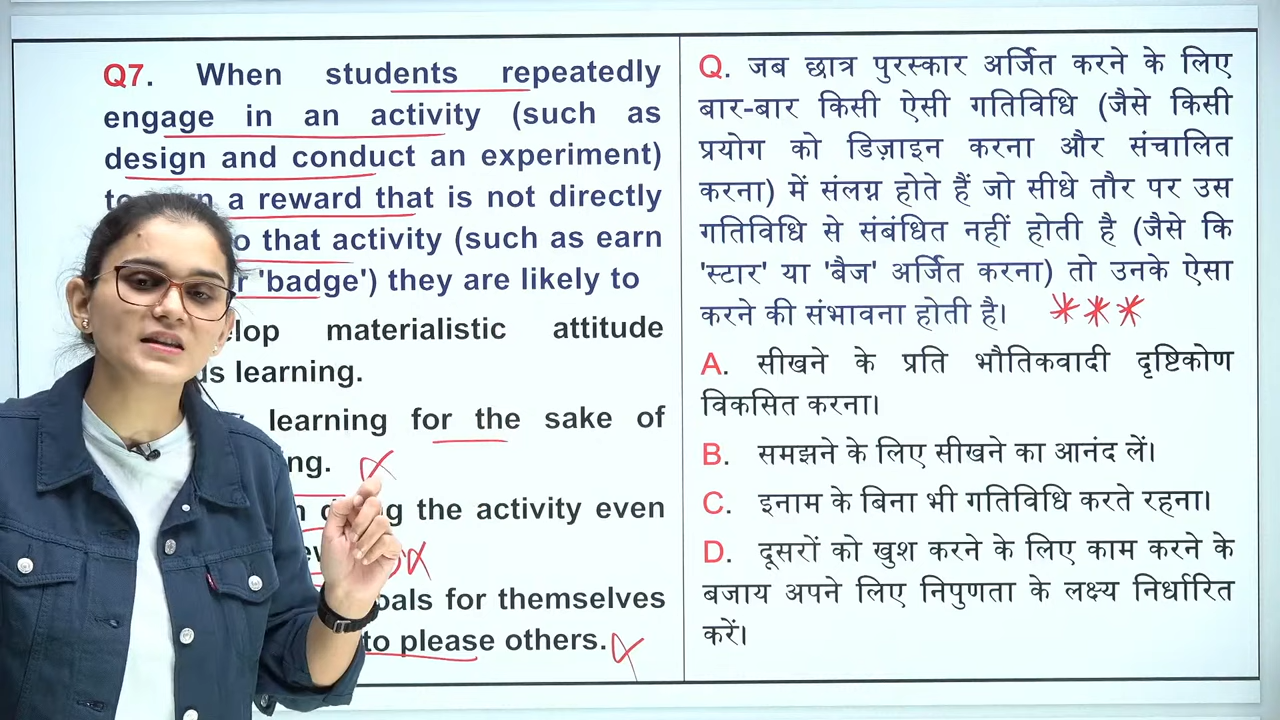 Q7. When students repeatedly
engage in an activity (such as
design and conduct an experiment)
a reward that is not directly
that activity (such as earn
'badge') they are likely to
materialistic attitude
learning.
learning for the sake of
the activity even
for themselves
to please others.
Q. जब छात्र पुरस्कार अर्जित करने के लिए
बार-बार किसी ऐसी गतिविधि (जैसे किसी
प्रयोग को डिज़ाइन करना और संचालित
करना) में संलग्न होते हैं जो सीधे तौर पर उस
गतिविधि से संबंधित नहीं होती है (जैसे कि
'स्टार' या 'बैज' अर्जित करना) तो उनके ऐसा
करने की संभावना होती है।
A. सीखने के प्रति भौतिकवादी दृष्टिकोण
विकसित करना।
B. समझने के लिए सीखने का आनंद लें।
C. इनाम के बिना भी गतिविधि करते रहना।
D. दूसरों को खुश करने के लिए काम करने के
बजाय अपने लिए निपुणता के लक्ष्य निर्धारित
करें।